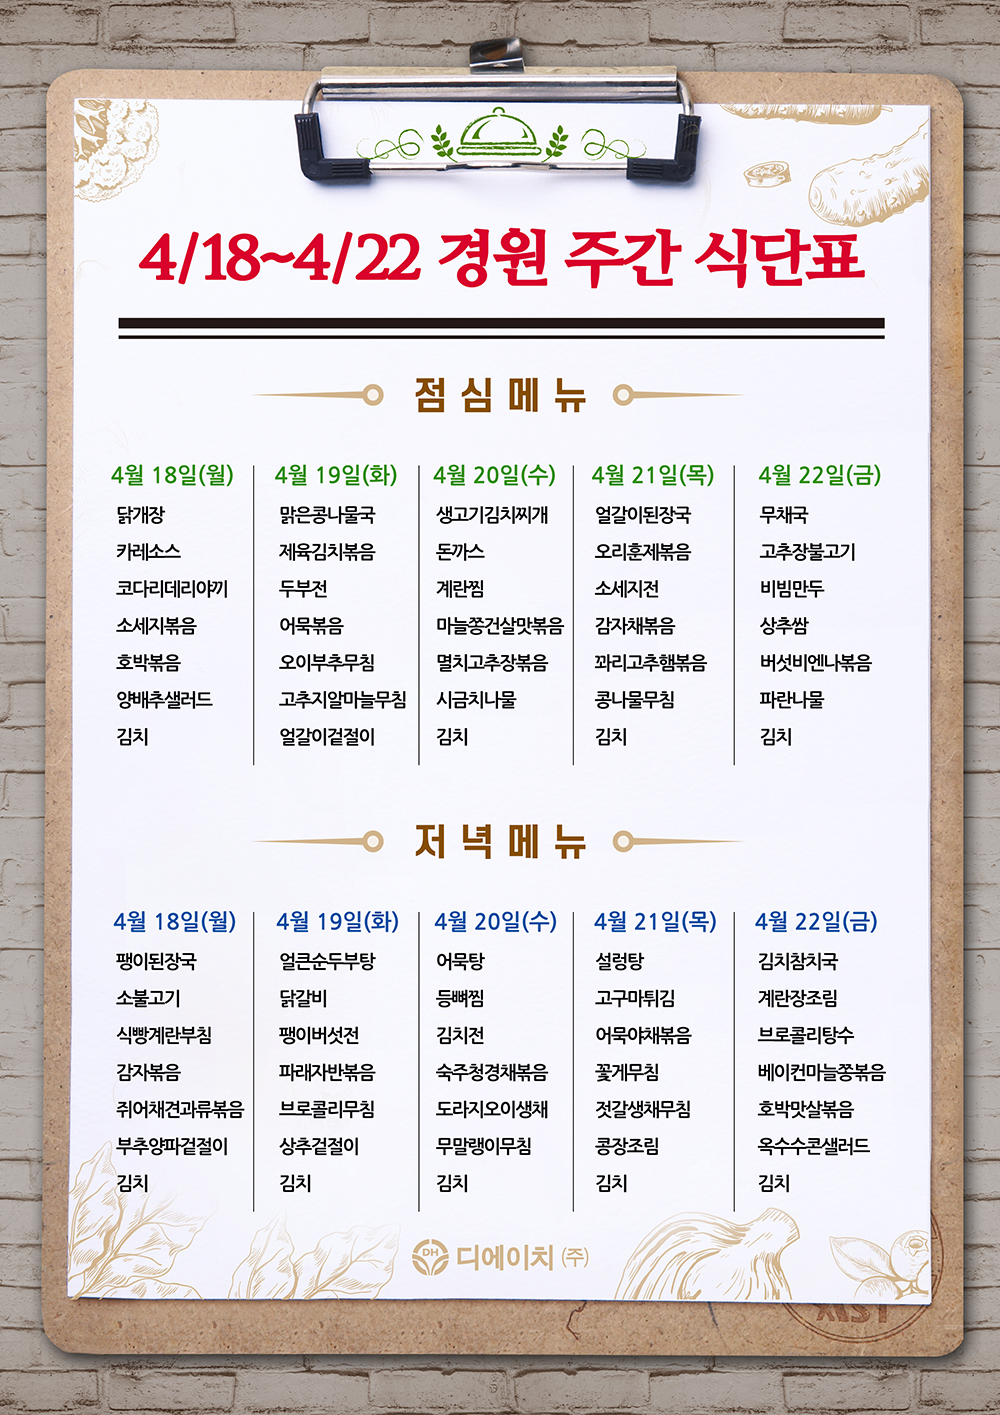 4/18~4/22 경원 주간 식단표
점심메뉴
4월 18일(월)
닭개장
카레소스
코다리데리야끼
소세지볶음
호박볶음
양배추샐러드
김치
4월 19일(화)
맑은콩나물국
제육김치볶음
두부전
어묵볶음
오이부추무침
고추지알마늘무침
얼갈이겉절이
4월 20일(수)
생고기김치찌개
돈까스
계란찜
마늘쫑건살맛볶음
멸치고추장볶음
시금치나물
김치
4월 21일(목)
얼갈이된장국
오리훈제볶음
소세지전
감자채볶음
꽈리고추햄볶음
콩나물무침
김치
4월 22일(금)
무채국
고추장불고기
비빔만두
상추쌈
버섯비엔나볶음
파란나물
김치
저녁메뉴
4월 18일(월)
팽이된장국
소불고기
식빵계란부침
감자볶음
쥐어채견과류볶음
부추양파겉절이
김치
4월 19일(화)
얼큰순두부탕
닭갈비
팽이버섯전
파래자반볶음
브로콜리무침
상추겉절이
김치
4월 20일(수)
어묵탕
등뼈찜
김치전
숙주청경채볶음
도라지오이생채
무말랭이무침
김치
4월 21일(목)
설렁탕
고구마튀김
어묵야채볶음
꽃게무침
젓갈생채무침
콩장조림
김치
4월 22일(금)
김치참치국
계란장조림
브로콜리탕수
베이컨마늘쫑볶음
호박맛살볶음
옥수수콘샐러드
김치
DH 디에이치(주)